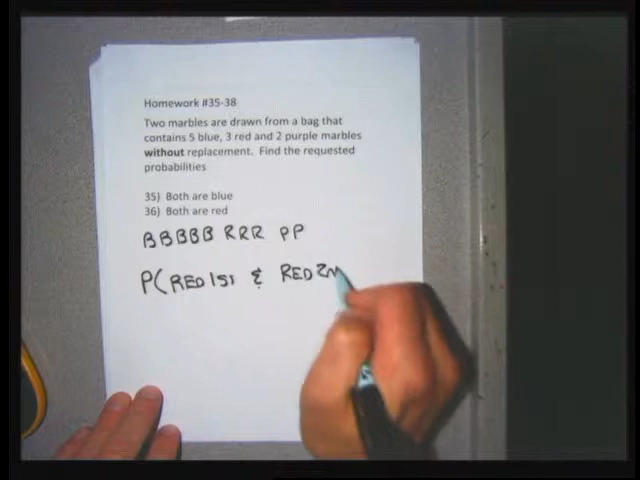 Homework #35-38
Two marbles are drawn from a bag that
contains 5 blue, 3 red and 2 purple marbles
without replacement. Find the requested
probabilities
35) Both are blue
36) Both are red
BBBBB RRR PP
P(RED 1st & RED 2N